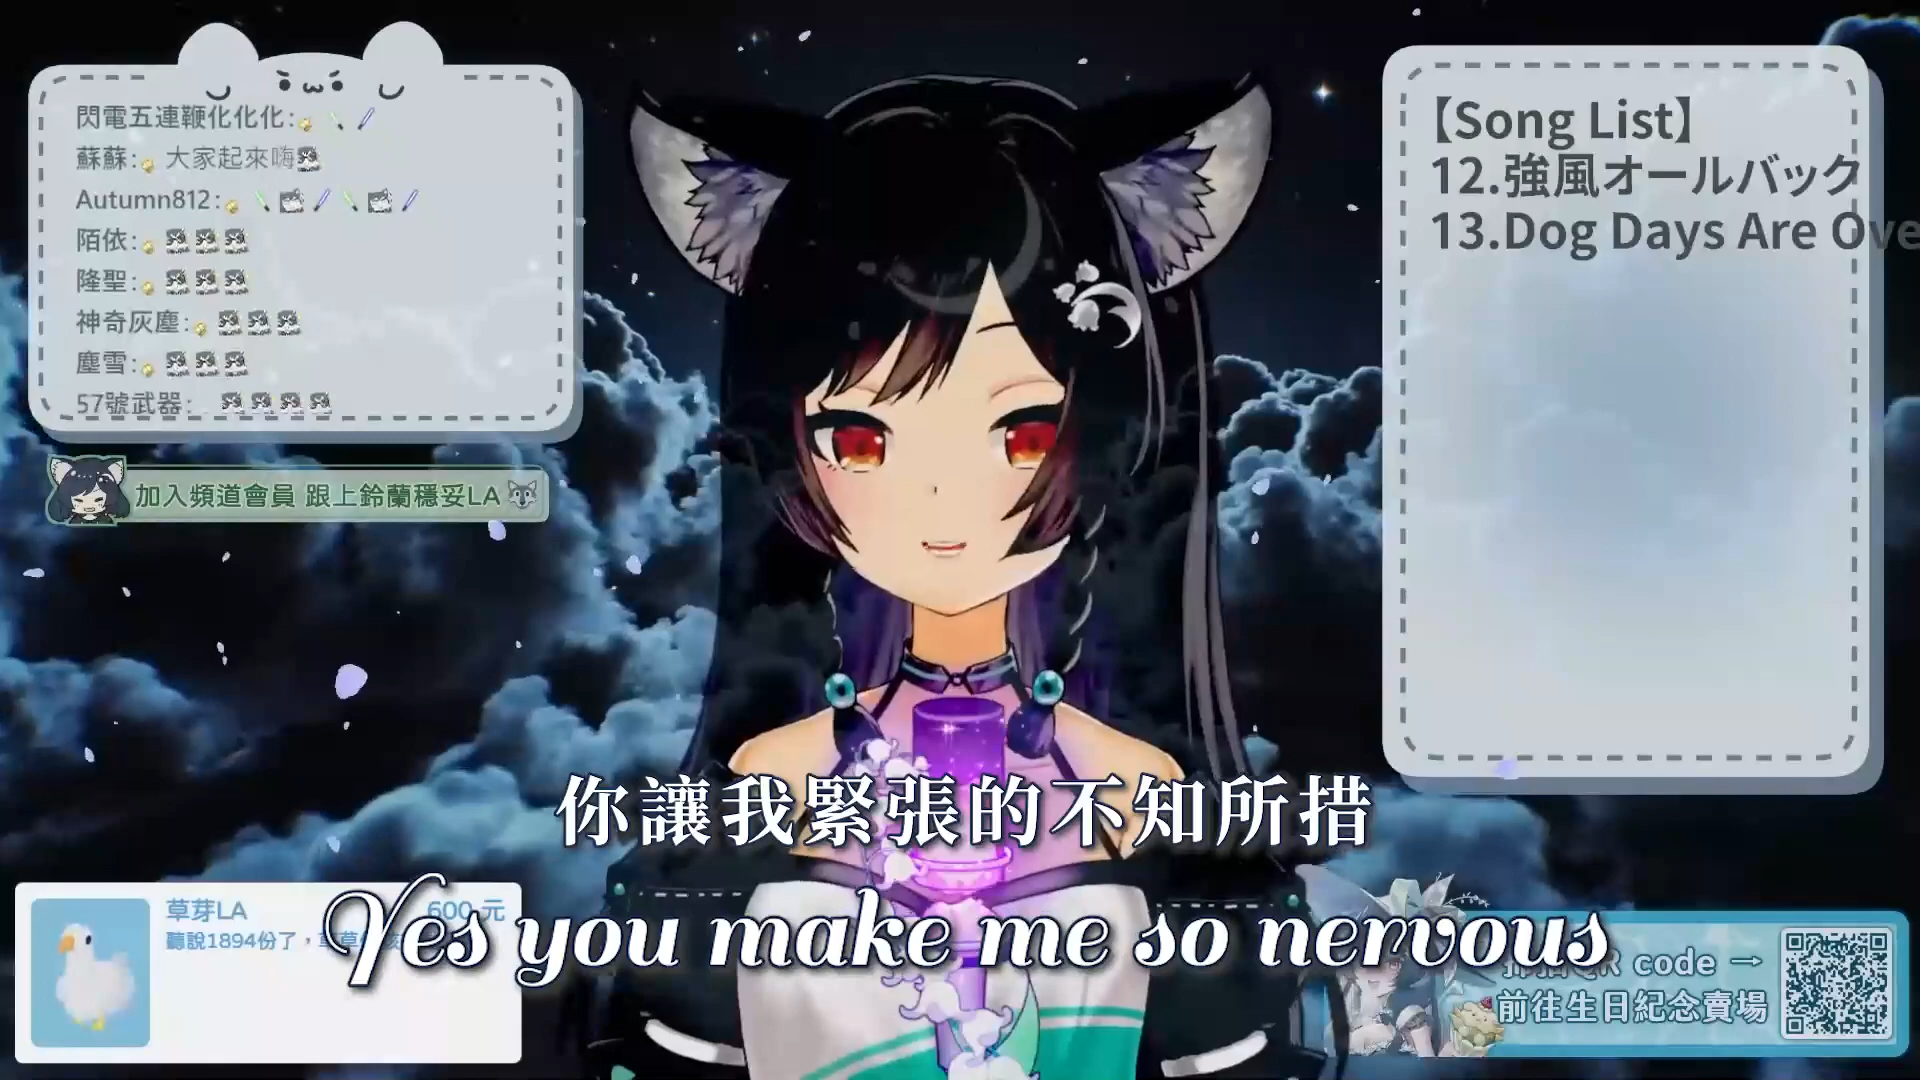 閃電五連鞭化化化:
蘇蘇: 大家起來嗨
Autumn812:
陌依:
隆聖:
神奇灰塵:
塵雪:
57號武器:
加入頻道會員 跟上鈴蘭穩妥LA
【Song List】
12.強風オールバック
13.Dog Days Are Ove
你讓我緊張的不知所措
Yes you make me so nervous
草芽LA 600 元
聽說1894份了，
QR code →
前往生日紀念賣場